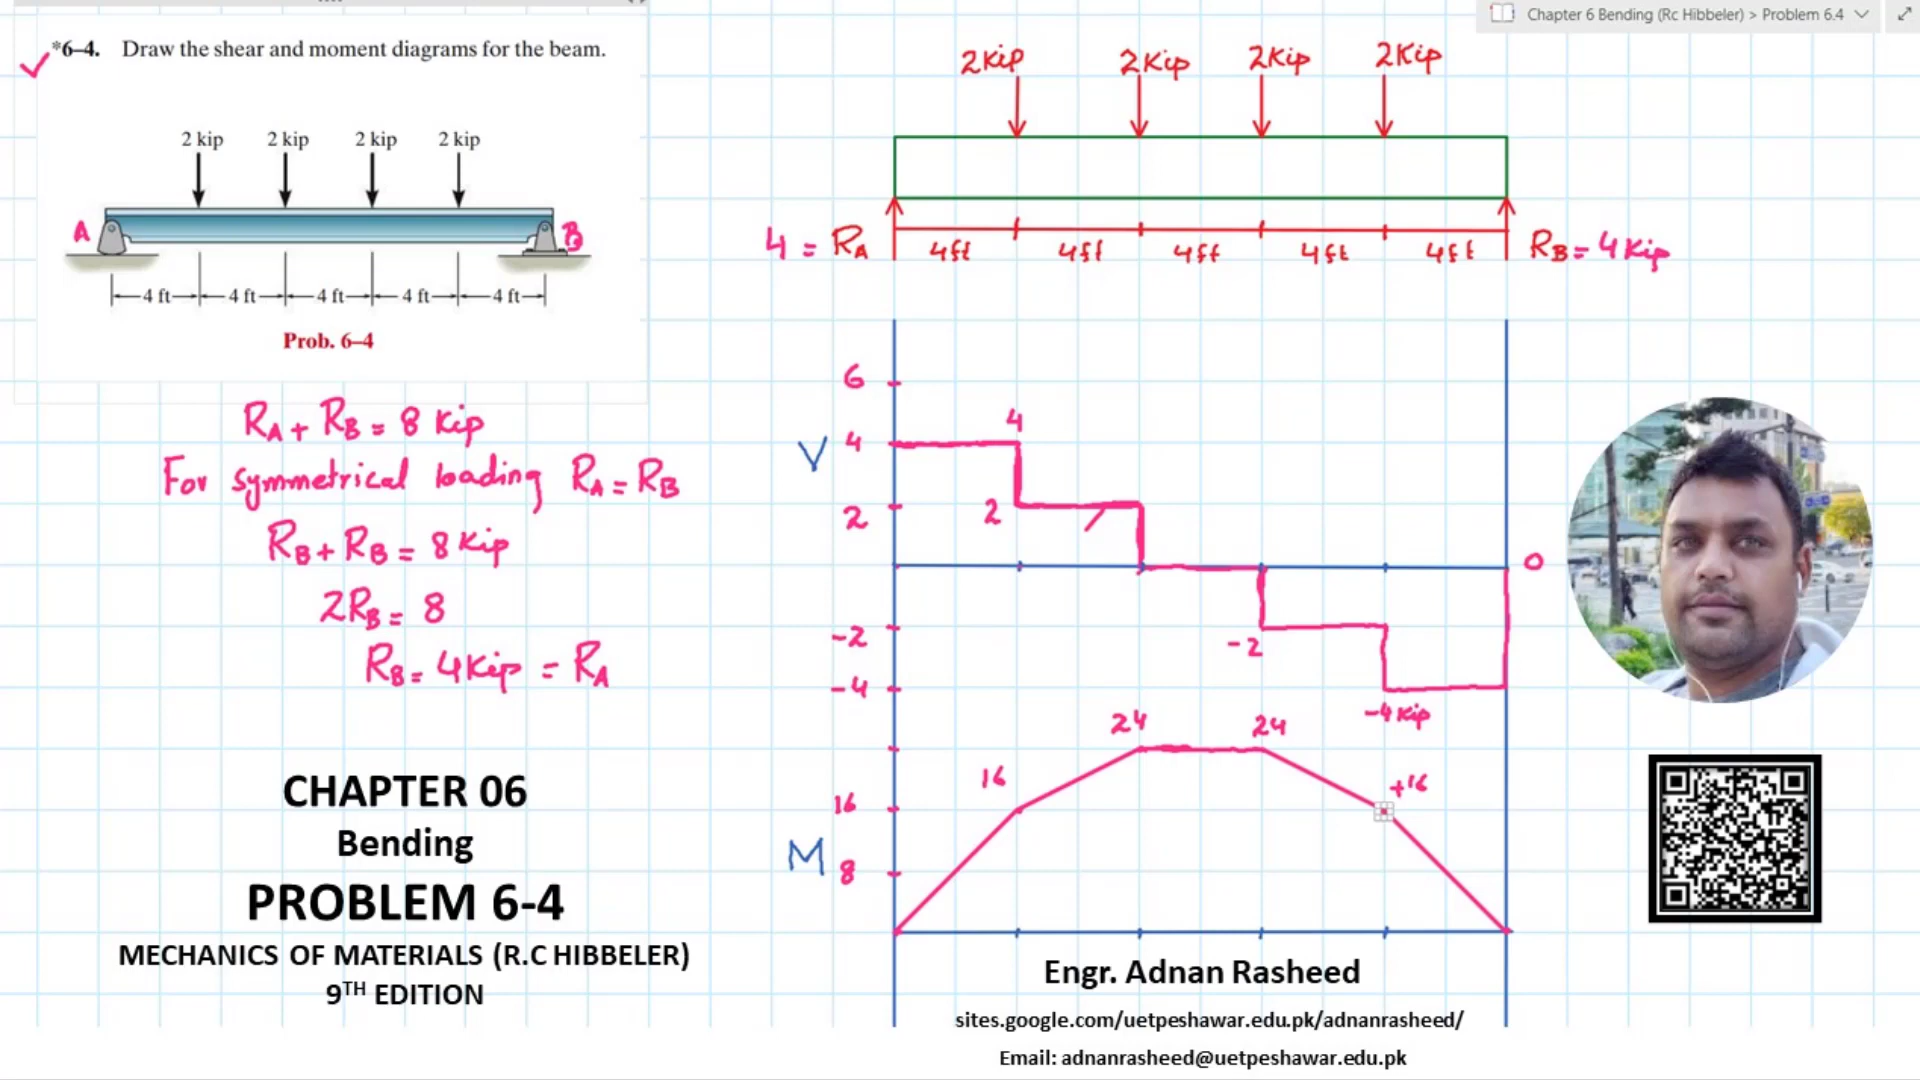 Chapter 6 Bending (Rc Hibbeler) > Problem 6.4
*6–4. Draw the shear and moment diagrams for the beam.
2 kip 2 kip 2 kip 2 kip
A B
4 ft 4 ft 4 ft 4 ft 4 ft
Prob. 6–4
RA + RB = 8 Kip
For symmetrical loading RA = RB
RB + RB = 8 Kip
2RB = 8
RB = 4 Kip = RA
CHAPTER 06
Bending
PROBLEM 6-4
MECHANICS OF MATERIALS (R.C HIBBELER)
9TH EDITION
2Kip 2Kip 2Kip 2Kip
4 = RA 4ft 4ft 4ft 4ft 4ft RB = 4 Kip
6
4
V 4
2 2
0
-2 -2
-4
-4 Kip
24 24
16 +16
16
M 8
Engr. Adnan Rasheed
sites.google.com/uetpeshawar.edu.pk/adnanrasheed/
Email: adnanrasheed@uetpeshawar.edu.pk